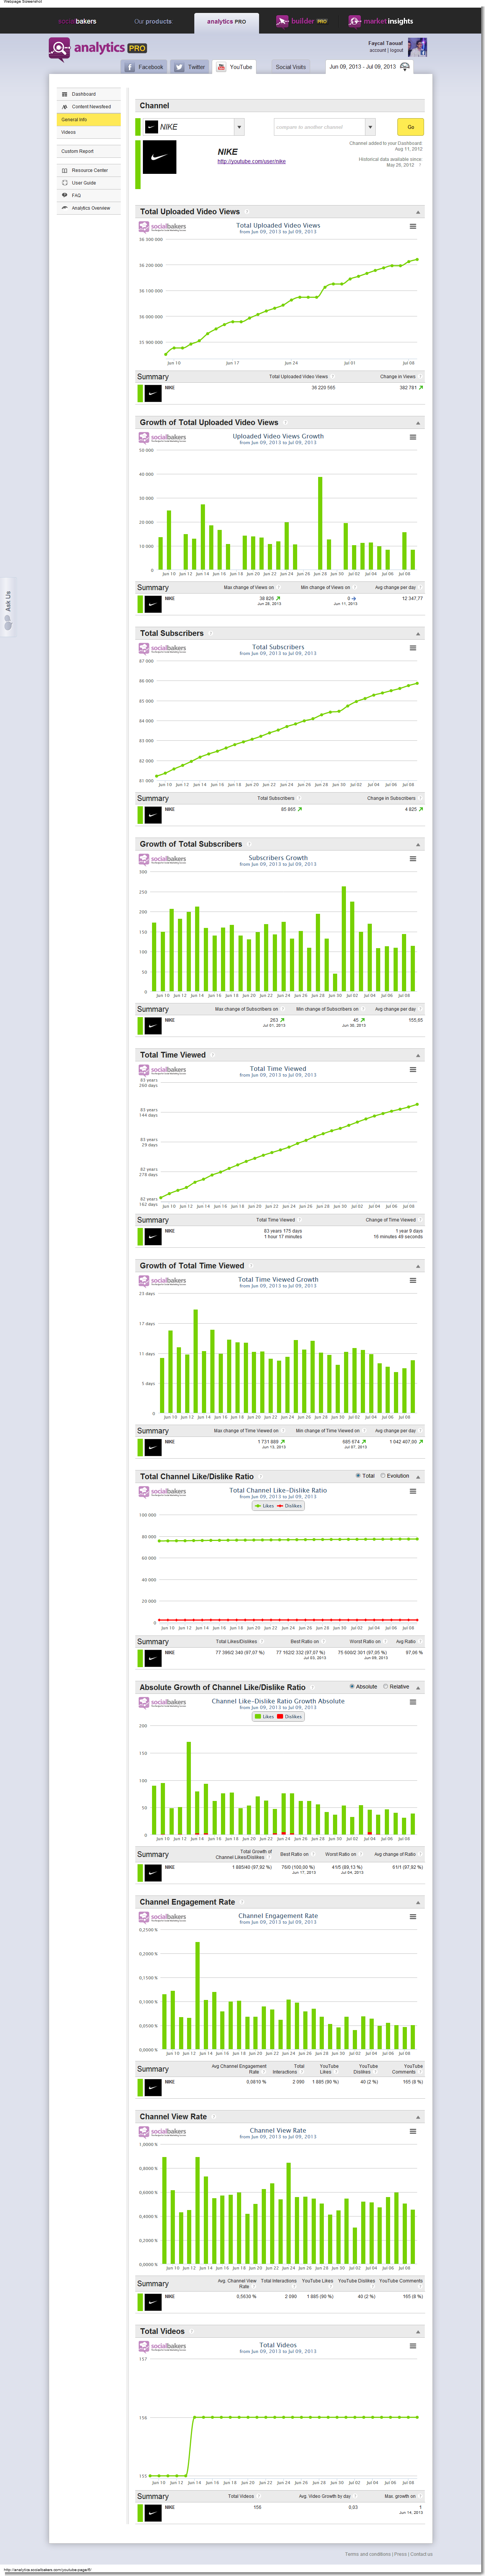 Webpage Screenshot
socialbakers
Our products
analytics PRO
builder PRO
market insights
analytics PRO
Faycal Taouaf
account | logout
Facebook
Twitter
YouTube
Social Visits
Jun 09, 2013 - Jul 09, 2013
Dashboard
Content Newsfeed
General Info
Videos
Custom Report
Resource Center
User Guide
FAQ
Analytics Overview
Ask Us
Channel
NIKE
compare to another channel
Go
NIKE
http://youtube.com/user/nike
Channel added to your Dashboard:
Aug 11, 2012
Historical data available since:
May 26, 2012
Total Uploaded Video Views
socialbakers
Total Uploaded Video Views
from Jun 09, 2013 to Jul 09, 2013
36 300 000
36 200 000
36 100 000
36 000 000
35 900 000
Jun 10 Jun 17 Jun 24 Jul 01 Jul 08
Summary Total Uploaded Video Views Change in Views
NIKE 36 220 565 382 781
Growth of Total Uploaded Video Views
socialbakers
Uploaded Video Views Growth
from Jun 09, 2013 to Jul 09, 2013
50 000
40 000
30 000
20 000
10 000
0
Jun 10 Jun 12 Jun 14 Jun 16 Jun 18 Jun 20 Jun 22 Jun 24 Jun 26 Jun 28 Jun 30 Jul 02 Jul 04 Jul 06 Jul 08
Summary Max change of Views on Min change of Views on Avg change per day
NIKE 38 826 0 12 347,77
Jun 28, 2013 Jun 11, 2013
Total Subscribers
socialbakers
Total Subscribers
from Jun 09, 2013 to Jul 09, 2013
87 000
86 000
85 000
84 000
83 000
82 000
81 000
Jun 10 Jun 12 Jun 14 Jun 16 Jun 18 Jun 20 Jun 22 Jun 24 Jun 26 Jun 28 Jun 30 Jul 02 Jul 04 Jul 06 Jul 08
Summary Total Subscribers Change in Subscribers
NIKE 85 865 4 825
Growth of Total Subscribers
socialbakers
Subscribers Growth
from Jun 09, 2013 to Jul 09, 2013
300
250
200
150
100
50
0
Jun 10 Jun 12 Jun 14 Jun 16 Jun 18 Jun 20 Jun 22 Jun 24 Jun 26 Jun 28 Jun 30 Jul 02 Jul 04 Jul 06 Jul 08
Summary Max change of Subscribers on Min change of Subscribers on Avg change per day
NIKE 263 45 155,65
Jul 01, 2013 Jun 30, 2013
Total Time Viewed
socialbakers
Total Time Viewed
from Jun 09, 2013 to Jul 09, 2013
83 years
260 days
83 years
144 days
83 years
29 days
82 years
278 days
82 years
162 days
Jun 10 Jun 12 Jun 14 Jun 16 Jun 18 Jun 20 Jun 22 Jun 24 Jun 26 Jun 28 Jun 30 Jul 02 Jul 04 Jul 06 Jul 08
Summary Total Time Viewed Change of Time Viewed
NIKE 83 years 175 days 1 year 9 days
1 hour 17 minutes 16 minutes 49 seconds
Growth of Total Time Viewed
socialbakers
Total Time Viewed Growth
from Jun 09, 2013 to Jul 09, 2013
23 days
17 days
11 days
5 days
0
Jun 10 Jun 12 Jun 14 Jun 16 Jun 18 Jun 20 Jun 22 Jun 24 Jun 26 Jun 28 Jun 30 Jul 02 Jul 04 Jul 06 Jul 08
Summary Max change of Time Viewed on Min change of Time Viewed on Avg change per day
NIKE 1 731 869 685 674 1 042 407,00
Jun 13, 2013 Jul 07, 2013
Total Channel Like/Dislike Ratio
Total Evolution
socialbakers
Total Channel Like-Dislike Ratio
from Jun 09, 2013 to Jul 09, 2013
Likes Dislikes
100 000
80 000
60 000
40 000
20 000
0
Jun 10 Jun 12 Jun 14 Jun 16 Jun 18 Jun 20 Jun 22 Jun 24 Jun 26 Jun 28 Jun 30 Jul 02 Jul 04 Jul 06 Jul 08
Summary Total Likes/Dislikes Best Ratio on Worst Ratio on Avg Ratio
NIKE 77 396/2 340 (97,07 %) 77 162/2 332 (97,07 %) 75 600/2 301 (97,05 %) 97,06 %
Jul 03, 2013 Jun 09, 2013
Absolute Growth of Channel Like/Dislike Ratio
Absolute Relative
socialbakers
Channel Like-Dislike Ratio Growth Absolute
from Jun 09, 2013 to Jul 09, 2013
Likes Dislikes
200
150
100
50
0
Jun 10 Jun 12 Jun 14 Jun 16 Jun 18 Jun 20 Jun 22 Jun 24 Jun 26 Jun 28 Jun 30 Jul 02 Jul 04 Jul 06 Jul 08
Summary Total Growth of Channel Likes/Dislikes Best Ratio on Worst Ratio on Avg change of Ratio
NIKE 1 885/40 (97,92 %) 76/0 (100,00 %) 41/5 (89,13 %) 61/1 (97,92 %)
Jun 17, 2013 Jul 04, 2013
Channel Engagement Rate
socialbakers
Channel Engagement Rate
from Jun 09, 2013 to Jul 09, 2013
0,2500 %
0,2000 %
0,1500 %
0,1000 %
0,0500 %
0,0000 %
Jun 10 Jun 12 Jun 14 Jun 16 Jun 18 Jun 20 Jun 22 Jun 24 Jun 26 Jun 28 Jun 30 Jul 02 Jul 04 Jul 06 Jul 08
Summary Avg Channel Engagement Rate Total Interactions YouTube Likes YouTube Dislikes YouTube Comments
NIKE 0,0810 % 2 090 1 885 (90 %) 40 (2 %) 165 (8 %)
Channel View Rate
socialbakers
Channel View Rate
from Jun 09, 2013 to Jul 09, 2013
1,0000 %
0,8000 %
0,6000 %
0,4000 %
0,2000 %
0,0000 %
Jun 10 Jun 12 Jun 14 Jun 16 Jun 18 Jun 20 Jun 22 Jun 24 Jun 26 Jun 28 Jun 30 Jul 02 Jul 04 Jul 06 Jul 08
Summary Avg. Channel View Rate Total Interactions YouTube Likes YouTube Dislikes YouTube Comments
NIKE 0,5630 % 2 090 1 885 (90 %) 40 (2 %) 165 (8 %)
Total Videos
socialbakers
Total Videos
from Jun 09, 2013 to Jul 09, 2013
157
156
155
Jun 10 Jun 12 Jun 14 Jun 16 Jun 18 Jun 20 Jun 22 Jun 24 Jun 26 Jun 28 Jun 30 Jul 02 Jul 04 Jul 06 Jul 08
Summary Total Videos Avg. Video Growth by day Max. growth on
NIKE 156 0,03 1
Jun 14, 2013
Terms and conditions | Press | Contact us
http://analytics.socialbakers.com/youtube-page/#/